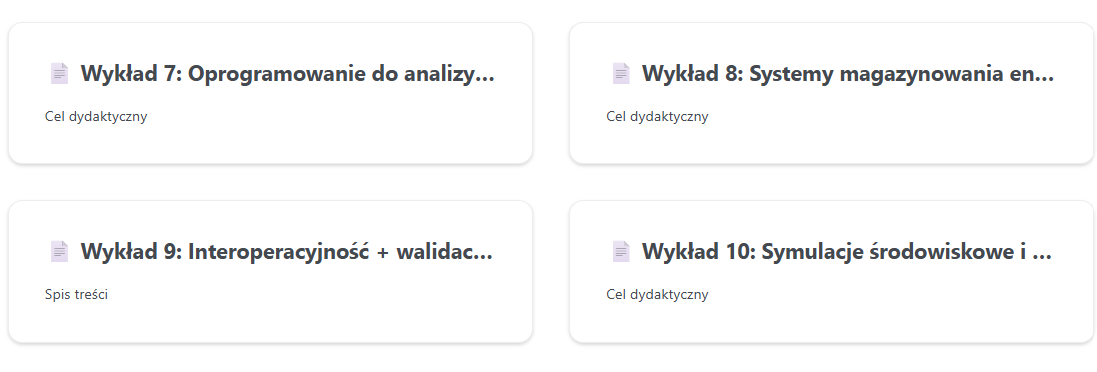 Wykład 7: Oprogramowanie do analizy...
Cel dydaktyczny
Wykład 8: Systemy magazynowania en...
Cel dydaktyczny
Wykład 9: Interoperacyjność + walidac...
Spis treści
Wykład 10: Symulacje środowiskowe i ...
Cel dydaktyczny